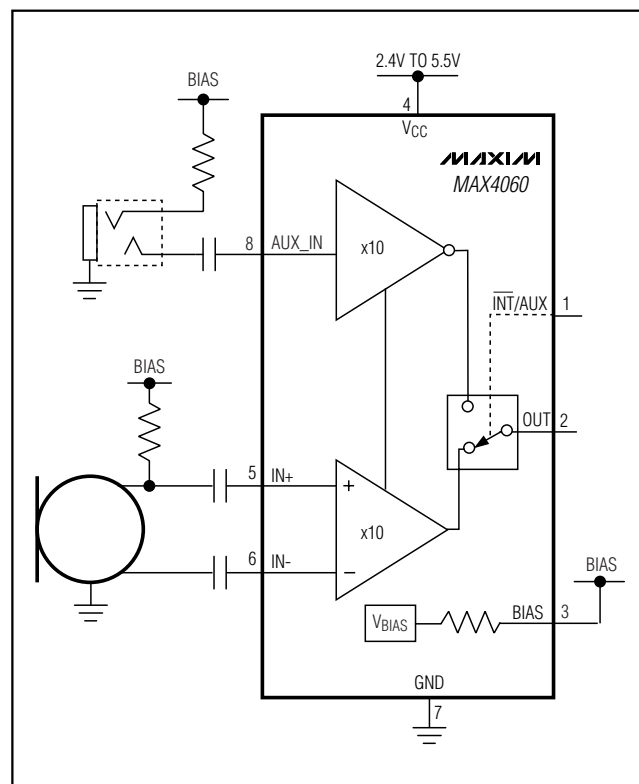 BIAS
2.4V TO 5.5V
4
VCC
MAXIM
MAX4060
8 AUX_IN
x10
INT/AUX 1
BIAS
OUT 2
5 IN+
+
x10
6 IN-
−
BIAS
VBIAS
BIAS 3
GND
7